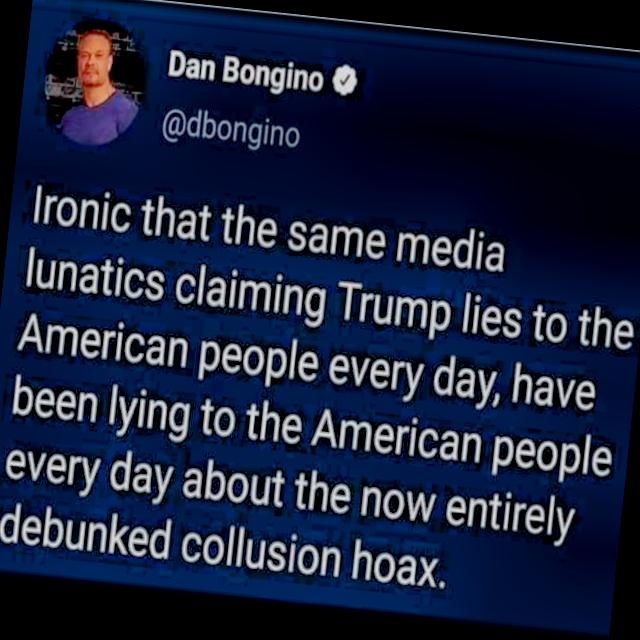 Dan Bongino
@dbongino
Ironic that the same media
lunatics claiming Trump lies to the
American people every day, have
been lying to the American people
every day about the now entirely
debunked collusion hoax.